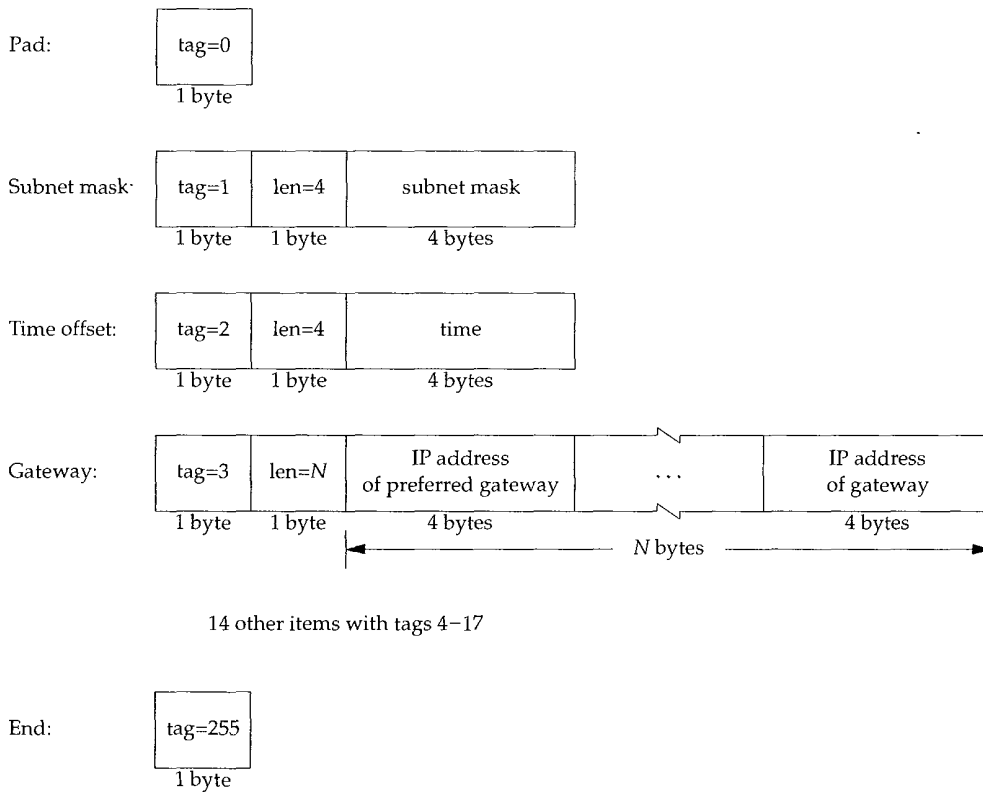 Pad:
tag=0
1 byte
Subnet mask:
tag=1 len=4 subnet mask
1 byte 1 byte 4 bytes
Time offset:
tag=2 len=4 time
1 byte 1 byte 4 bytes
Gateway:
tag=3 len=N IP address of preferred gateway ... IP address of gateway
1 byte 1 byte 4 bytes 4 bytes
N bytes
14 other items with tags 4–17
End:
tag=255
1 byte